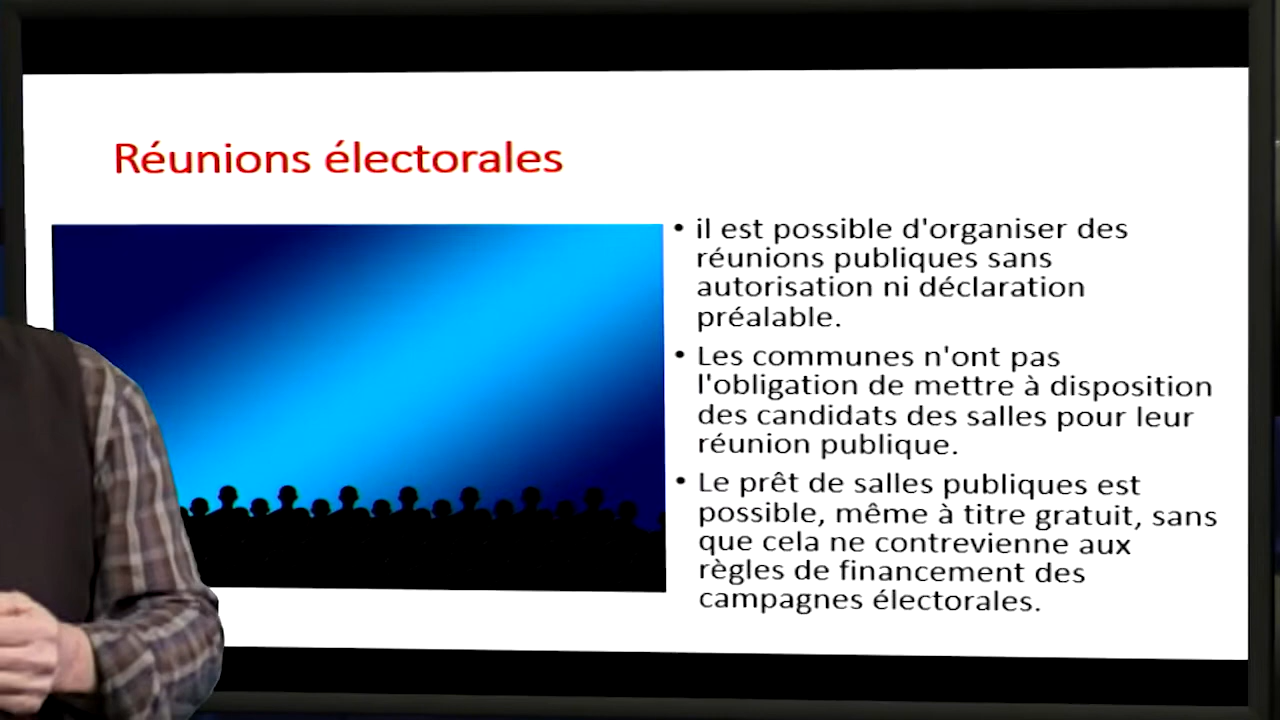 Réunions électorales
• il est possible d'organiser des
réunions publiques sans
autorisation ni déclaration
préalable.
• Les communes n'ont pas
l'obligation de mettre à disposition
des candidats des salles pour leur
réunion publique.
• Le prêt de salles publiques est
possible, même à titre gratuit, sans
que cela ne contrevienne aux
règles de financement des
campagnes électorales.